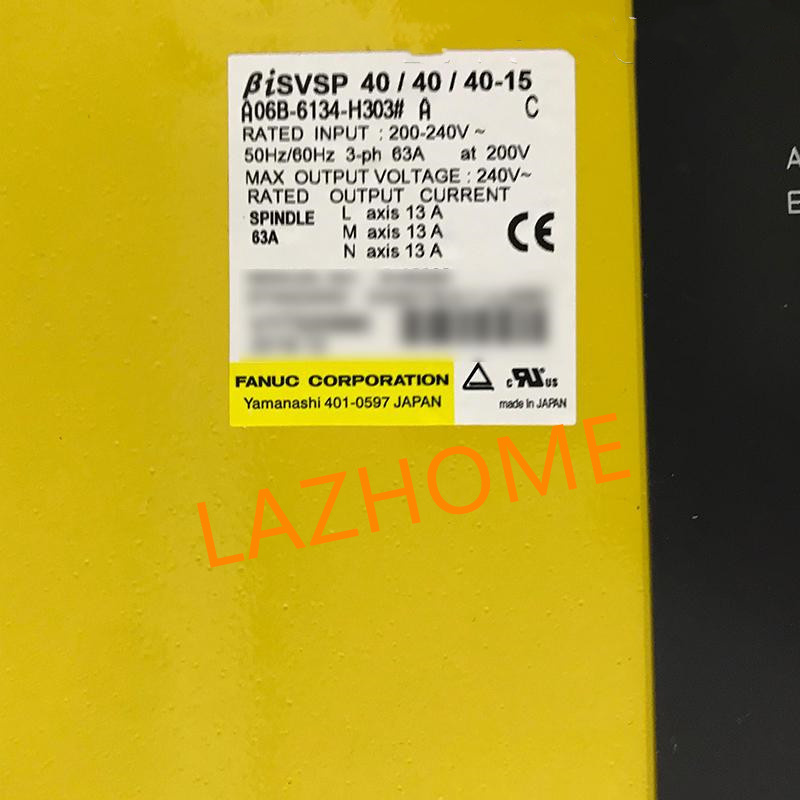 βiSVSP 40 / 40 / 40-15
A06B-6134-H303# A C
RATED INPUT : 200-240V ~
50Hz/60Hz 3-ph 63A at 200V
MAX OUTPUT VOLTAGE : 240V~
RATED OUTPUT CURRENT
SPINDLE L axis 13 A
63A M axis 13 A
N axis 13 A
CE
FANUC CORPORATION
Yamanashi 401-0597 JAPAN
c RU US
made in JAPAN
LAZHOME
A
E